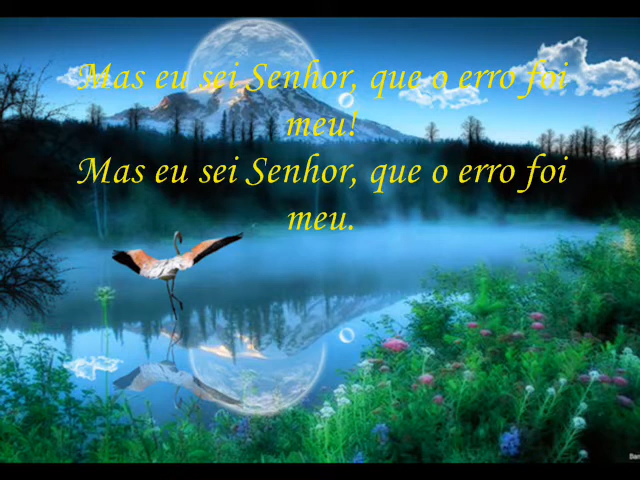 Mas eu sei Senhor, que o erro foi
meu!
Mas eu sei Senhor, que o erro foi
meu.